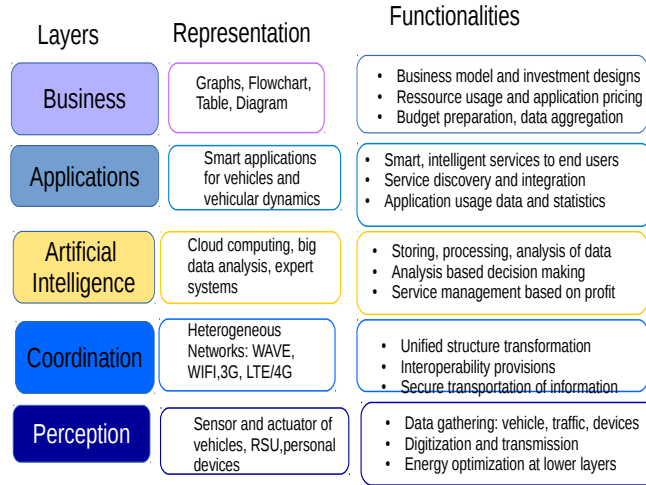 Layers
Representation
Functionalities
Business
Graphs, Flowchart,
Table, Diagram
• Business model and investment designs
• Ressource usage and application pricing
• Budget preparation, data aggregation
Applications
Smart applications
for vehicles and
vehicular dynamics
• Smart, intelligent services to end users
• Service discovery and integration
• Application usage data and statistics
Artificial
Intelligence
Cloud computing, big
data analysis, expert
systems
• Storing, processing, analysis of data
• Analysis based decision making
• Service management based on profit
Coordination
Heterogeneous
Networks: WAVE,
WIFI,3G, LTE/4G
• Unified structure transformation
• Interoperability provisions
• Secure transportation of information
Perception
Sensor and actuator of
vehicles, RSU,personal
devices
• Data gathering: vehicle, traffic, devices
• Digitization and transmission
• Energy optimization at lower layers